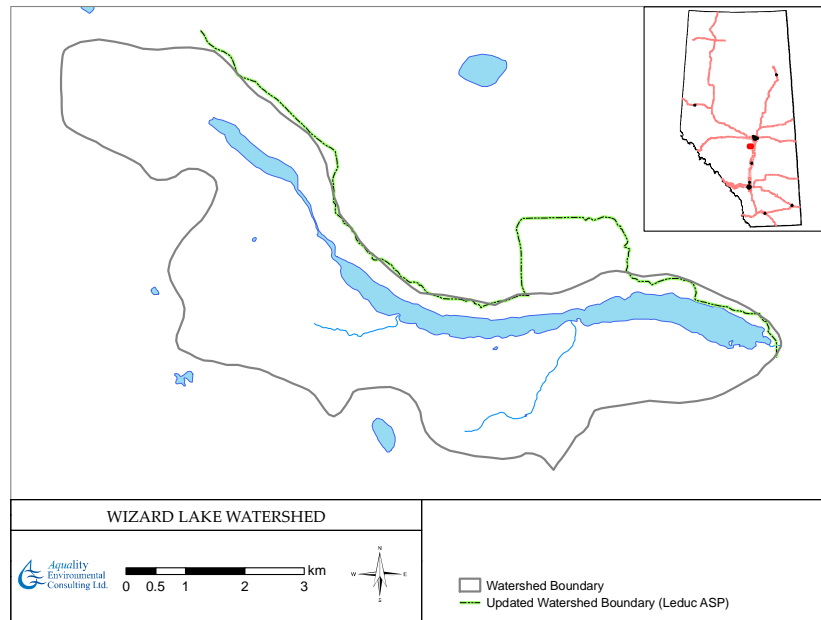 WIZARD LAKE WATERSHED
Aquality
Environmental
Consulting Ltd.
km
0 0.5 1 2 3
N
W E
S
Watershed Boundary
Updated Watershed Boundary (Leduc ASP)